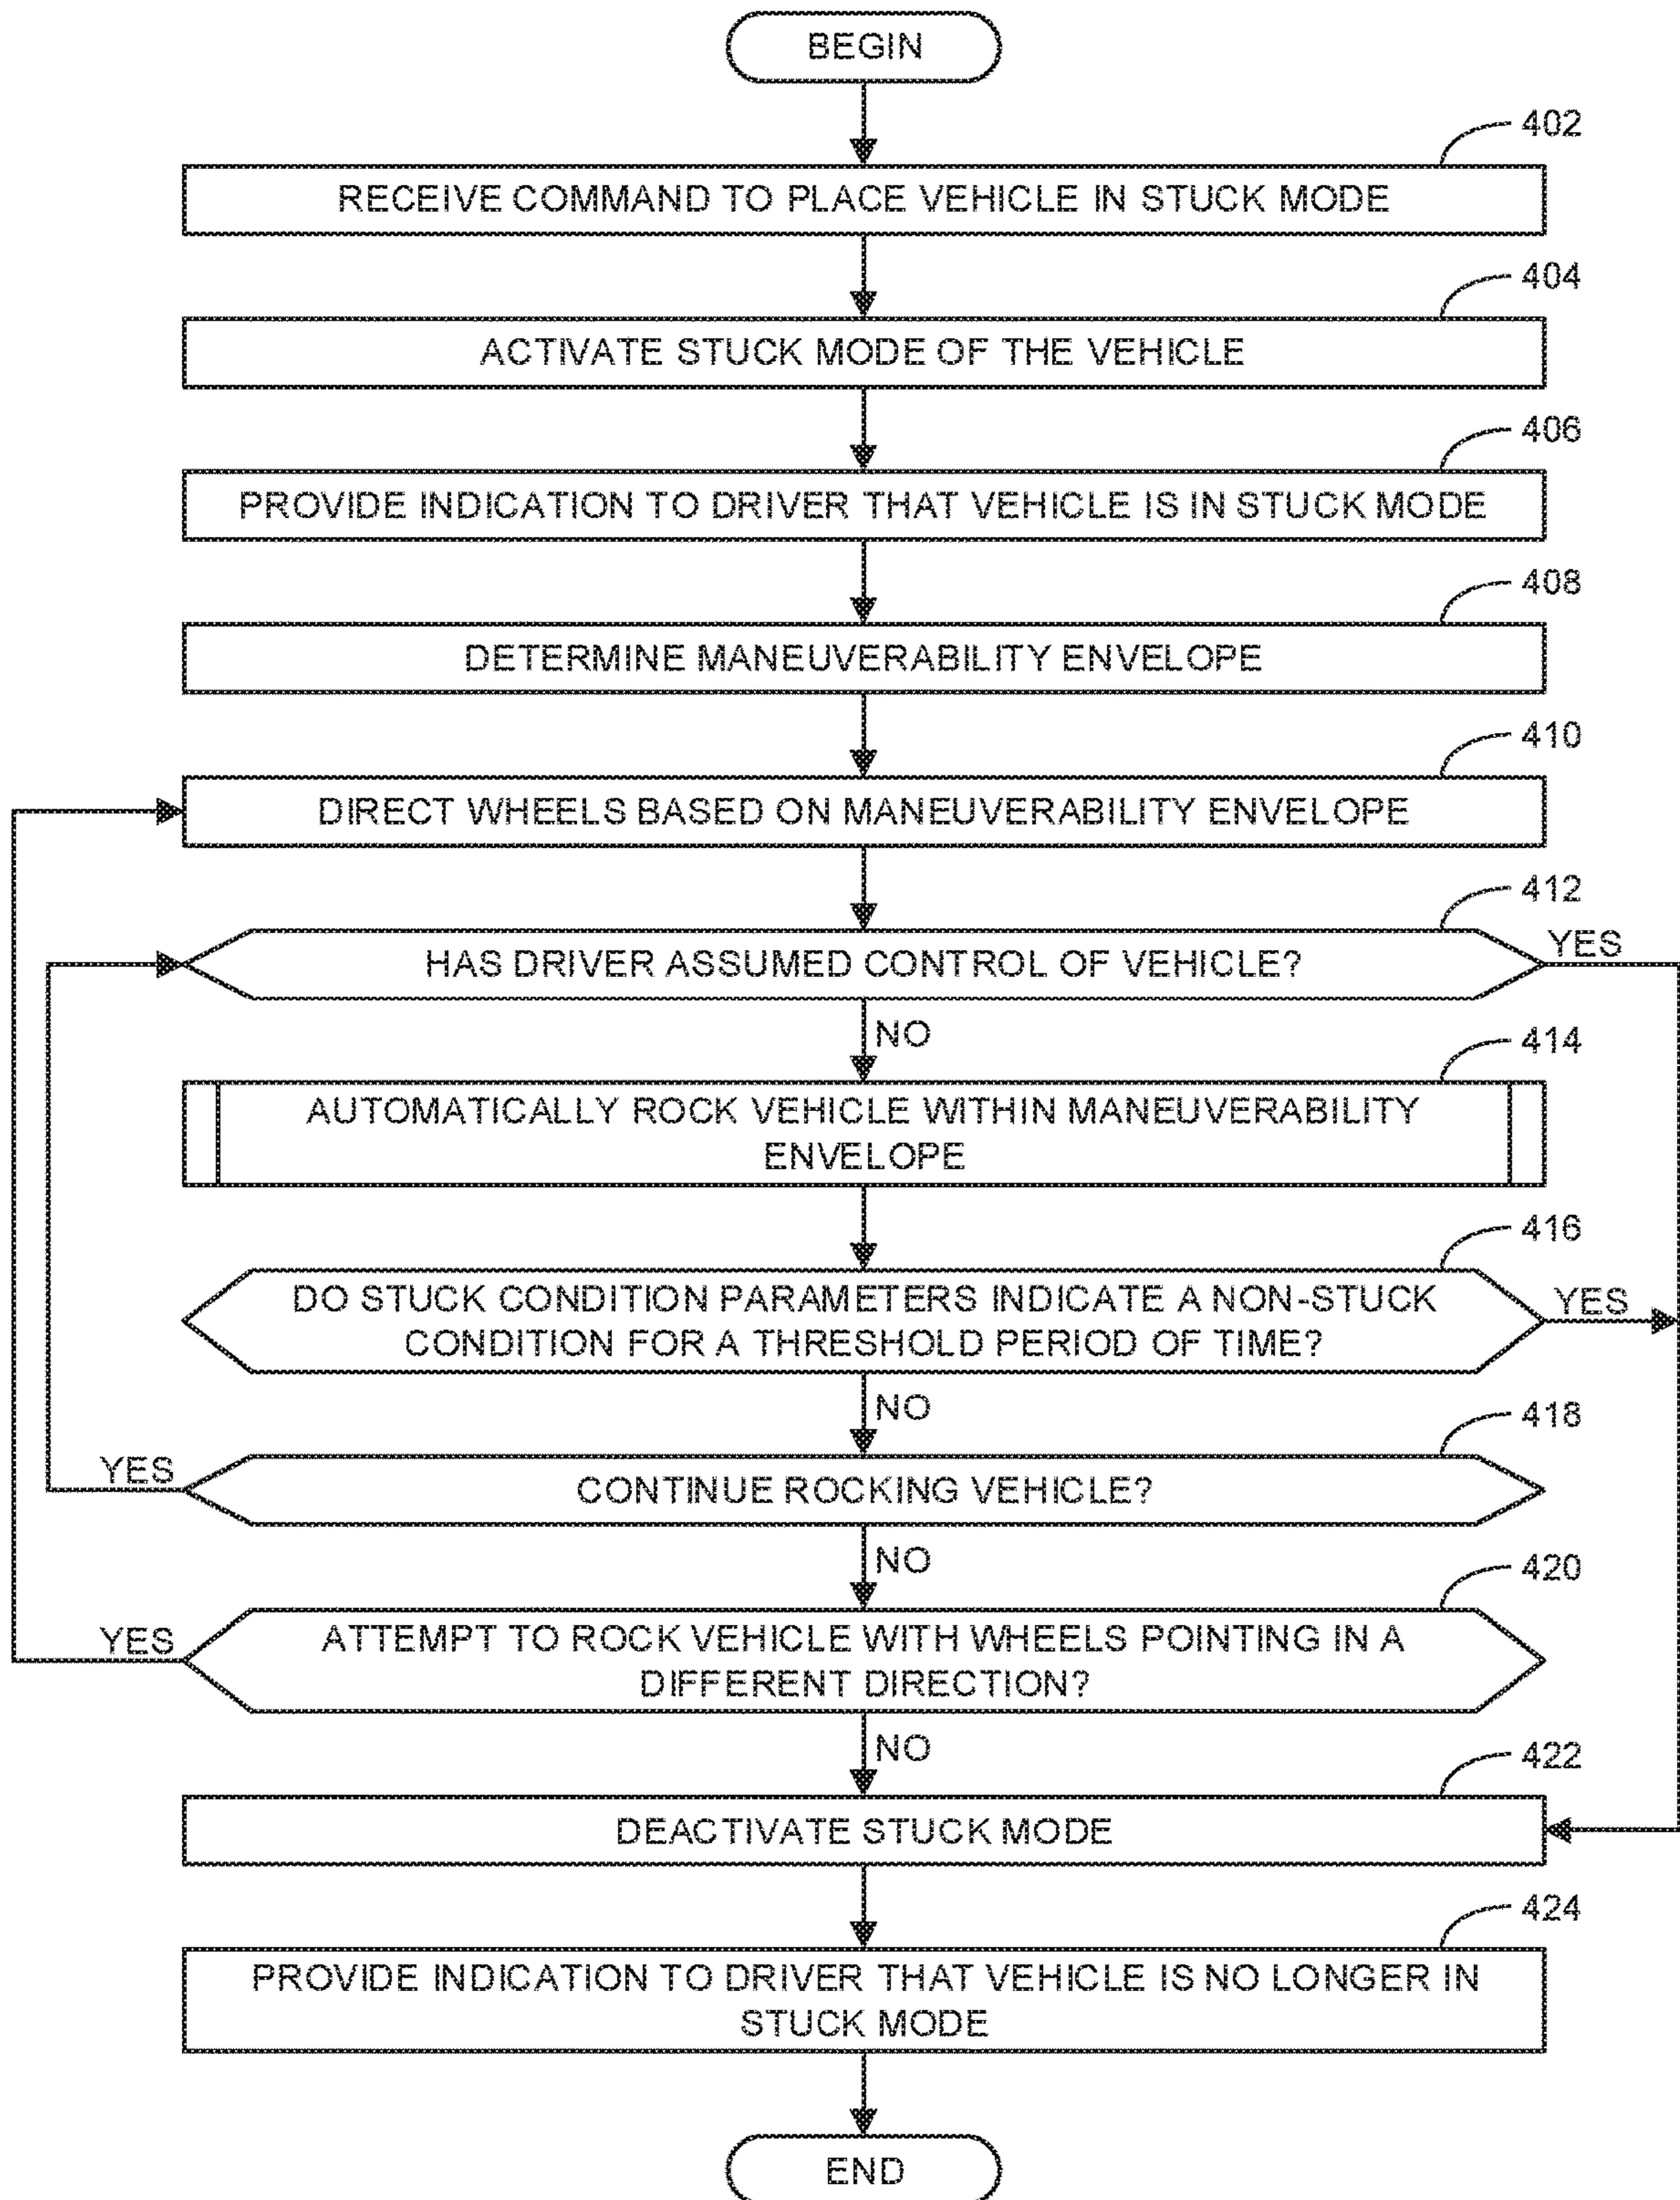 BEGIN
402
RECEIVE COMMAND TO PLACE VEHICLE IN STUCK MODE
404
ACTIVATE STUCK MODE OF THE VEHICLE
406
PROVIDE INDICATION TO DRIVER THAT VEHICLE IS IN STUCK MODE
408
DETERMINE MANEUVERABILITY ENVELOPE
410
DIRECT WHEELS BASED ON MANEUVERABILITY ENVELOPE
412
HAS DRIVER ASSUMED CONTROL OF VEHICLE?
YES
NO
414
AUTOMATICALLY ROCK VEHICLE WITHIN MANEUVERABILITY
ENVELOPE
416
DO STUCK CONDITION PARAMETERS INDICATE A NON-STUCK
CONDITION FOR A THRESHOLD PERIOD OF TIME?
YES
NO
418
YES
CONTINUE ROCKING VEHICLE?
NO
420
YES
ATTEMPT TO ROCK VEHICLE WITH WHEELS POINTING IN A
DIFFERENT DIRECTION?
NO
422
DEACTIVATE STUCK MODE
424
PROVIDE INDICATION TO DRIVER THAT VEHICLE IS NO LONGER IN
STUCK MODE
END